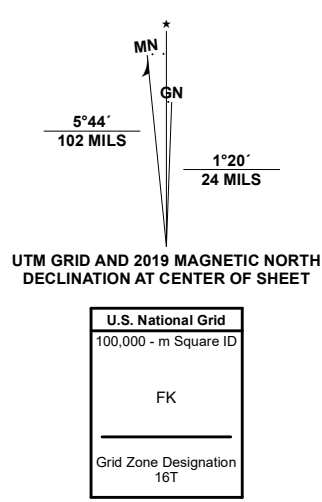 ★
MN
GN
5°44´
102 MILS
1°20´
24 MILS
UTM GRID AND 2019 MAGNETIC NORTH
DECLINATION AT CENTER OF SHEET
U.S. National Grid
100,000 - m Square ID
FK
Grid Zone Designation
16T